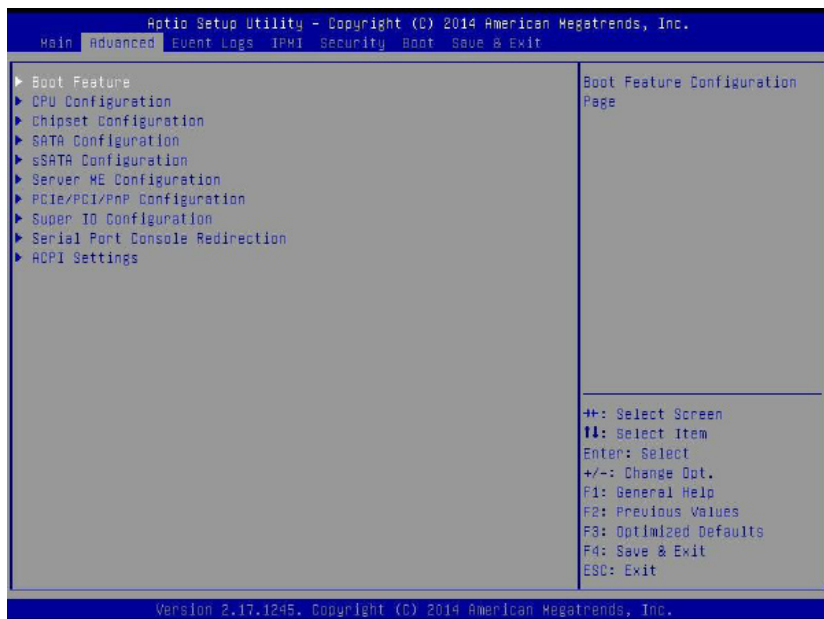 Aptio Setup Utility - Copyright (C) 2014 American Megatrends, Inc.
Main Advanced Event Logs IPMI Security Boot Save & Exit
Boot Feature
CPU Configuration
Chipset Configuration
SATA Configuration
sSATA Configuration
Server ME Configuration
PCIe/PCI/PnP Configuration
Super IO Configuration
Serial Port Console Redirection
ACPI Settings
Boot Feature Configuration
Page
→←: Select Screen
↑↓: Select Item
Enter: Select
+/-: Change Opt.
F1: General Help
F2: Previous Values
F3: Optimized Defaults
F4: Save & Exit
ESC: Exit
Version 2.17.1245. Copyright (C) 2014 American Megatrends, Inc.